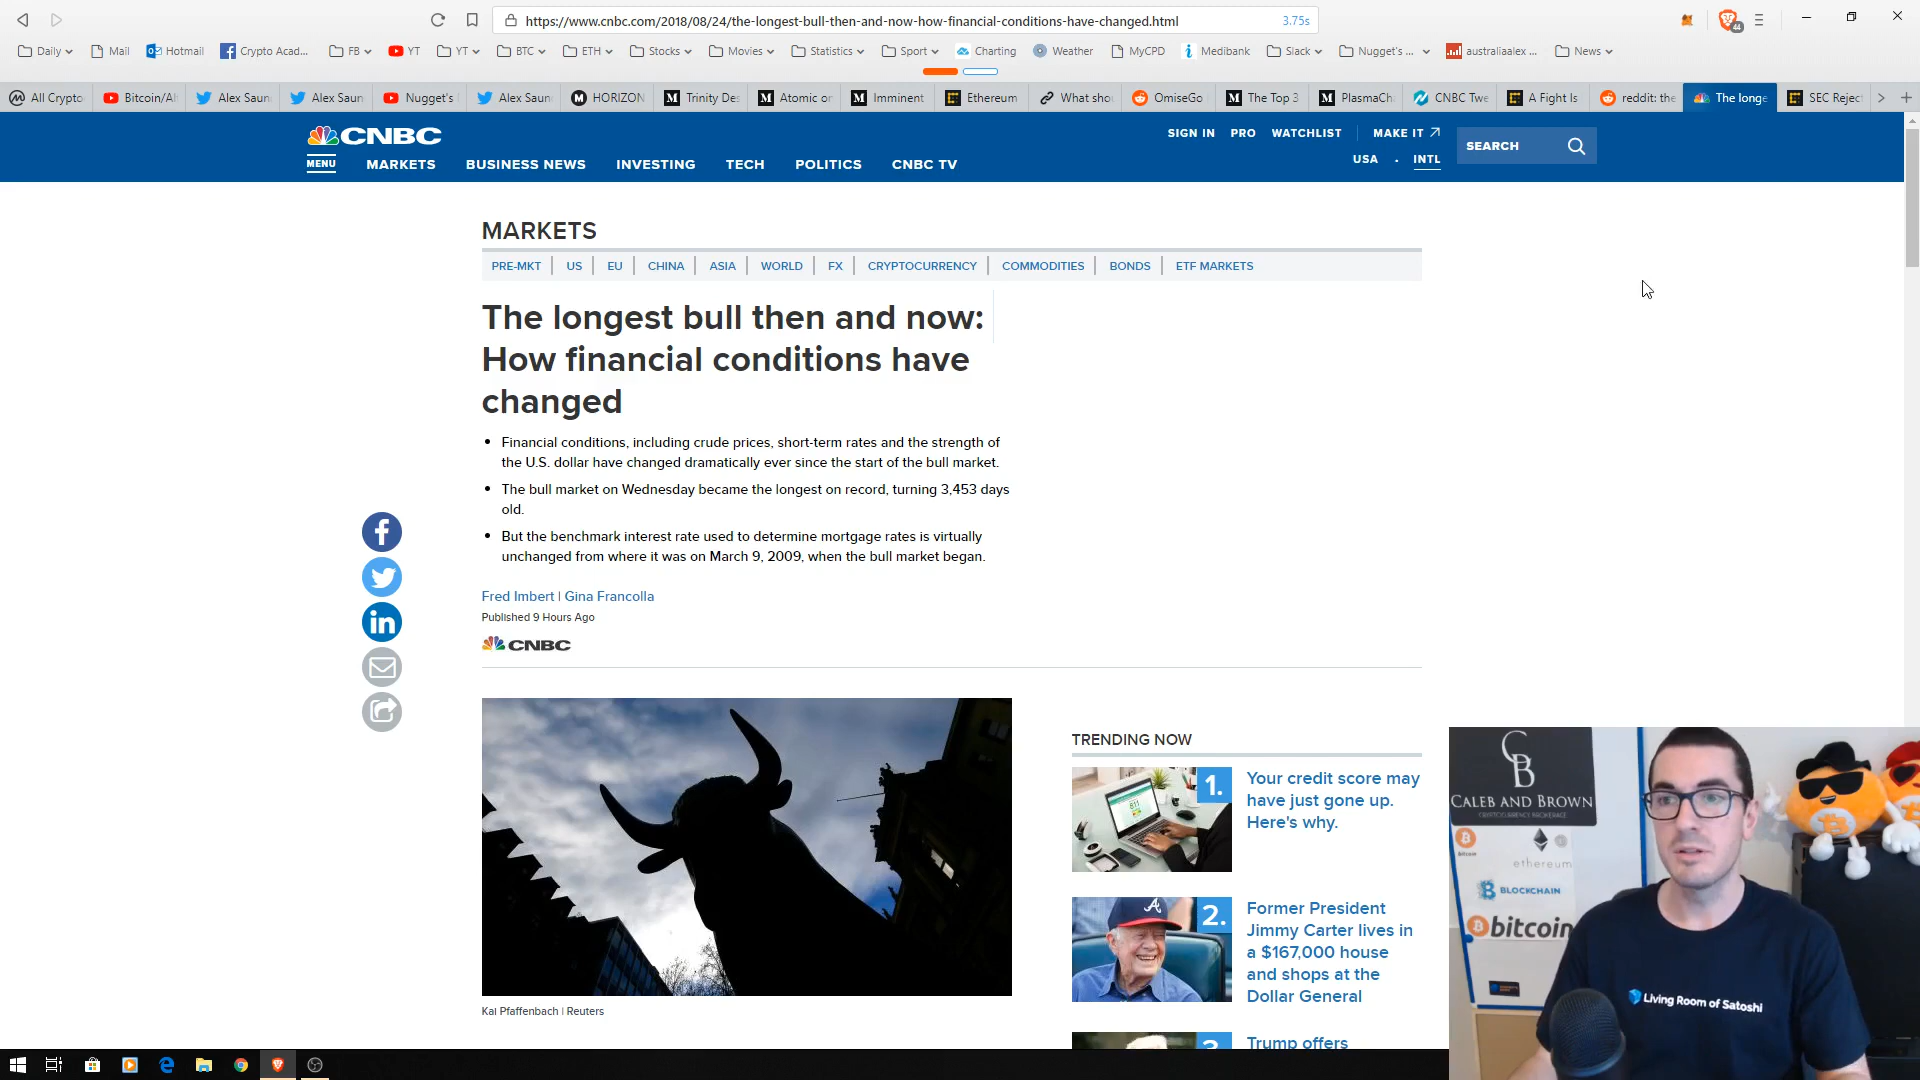 https://www.cnbc.com/2018/08/24/the-longest-bull-then-and-now-how-financial-conditions-have-changed.html
3.75s
44
Daily
Mail
Hotmail
Crypto Acad...
FB
YT
YT
BTC
ETH
Stocks
Movies
Statistics
Sport
Charting
Weather
MyCPD
Medibank
Slack
Nugget's ...
australiaalex ...
News
All Crypto
Bitcoin/Al
Alex Saun
Alex Saun
Nugget's
Alex Saun
HORIZON
Trinity Des
Atomic or
Imminent
Ethereum
What shou
OmiseGo
The Top 3
PlasmaCha
CNBC Twe
A Fight Is
reddit: the
The longe
SEC Reject
CNBC
SIGN IN
PRO
WATCHLIST
MAKE IT
SEARCH
MENU
MARKETS
BUSINESS NEWS
INVESTING
TECH
POLITICS
CNBC TV
USA
INTL
MARKETS
PRE-MKT
US
EU
CHINA
ASIA
WORLD
FX
CRYPTOCURRENCY
COMMODITIES
BONDS
ETF MARKETS
The longest bull then and now:
How financial conditions have
changed
• Financial conditions, including crude prices, short-term rates and the strength of
the U.S. dollar have changed dramatically ever since the start of the bull market.
• The bull market on Wednesday became the longest on record, turning 3,453 days
old.
• But the benchmark interest rate used to determine mortgage rates is virtually
unchanged from where it was on March 9, 2009, when the bull market began.
Fred Imbert | Gina Francolla
Published 9 Hours Ago
CNBC
Kai Pfaffenbach | Reuters
TRENDING NOW
1.
Your credit score may
have just gone up.
Here's why.
2.
Former President
Jimmy Carter lives in
a $167,000 house
and shops at the
Dollar General
3.
Trump offers
CB
CALEB AND BROWN
CRYPTOCURRENCY BROKERAGE
bitcoin
ethereum
BLOCKCHAIN
bitcoin
Living Room of Satoshi